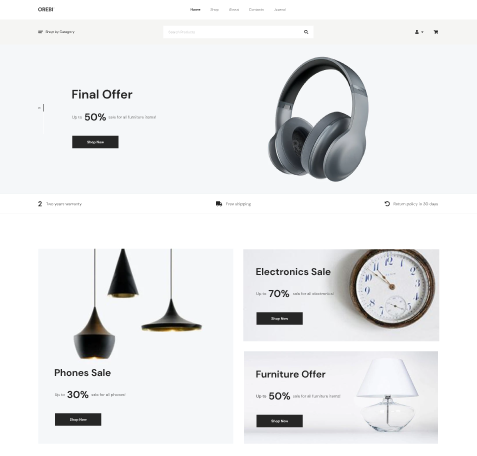 OREBI
Home Shop About Contacts Journal
Shop by Category
Final Offer
Up to 50% sale for all furniture items!
Shop Now
2 Two years warranty
Free shipping
Return policy in 30 days
Electronics Sale
Up to 70% sale for all electronics!
Shop Now
Phones Sale
Up to 30% sale for all phones!
Shop Now
Furniture Offer
Up to 50% sale for all furniture items!
Shop Now